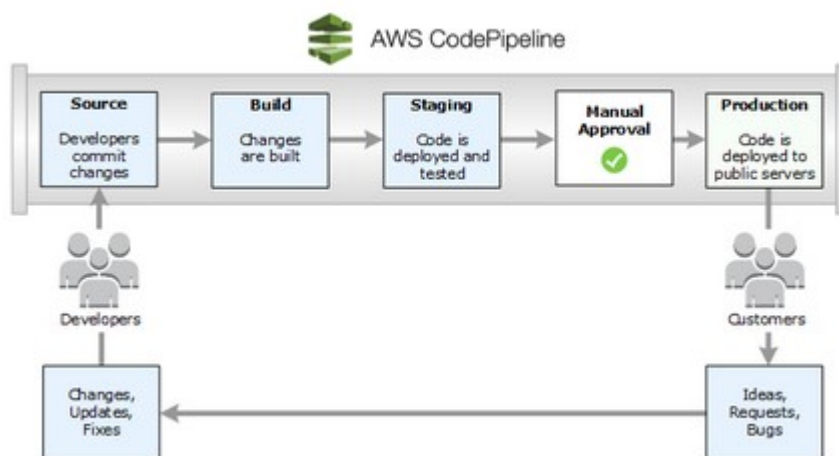 AWS CodePipeline
Source
Developers
commit
changes
Build
Changes
are built
Staging
Code is
deployed and
tested
Manual
Approval
Production
Code is
deployed to
public servers
Developers
Customers
Changes,
Updates,
Fixes
Ideas,
Requests,
Bugs